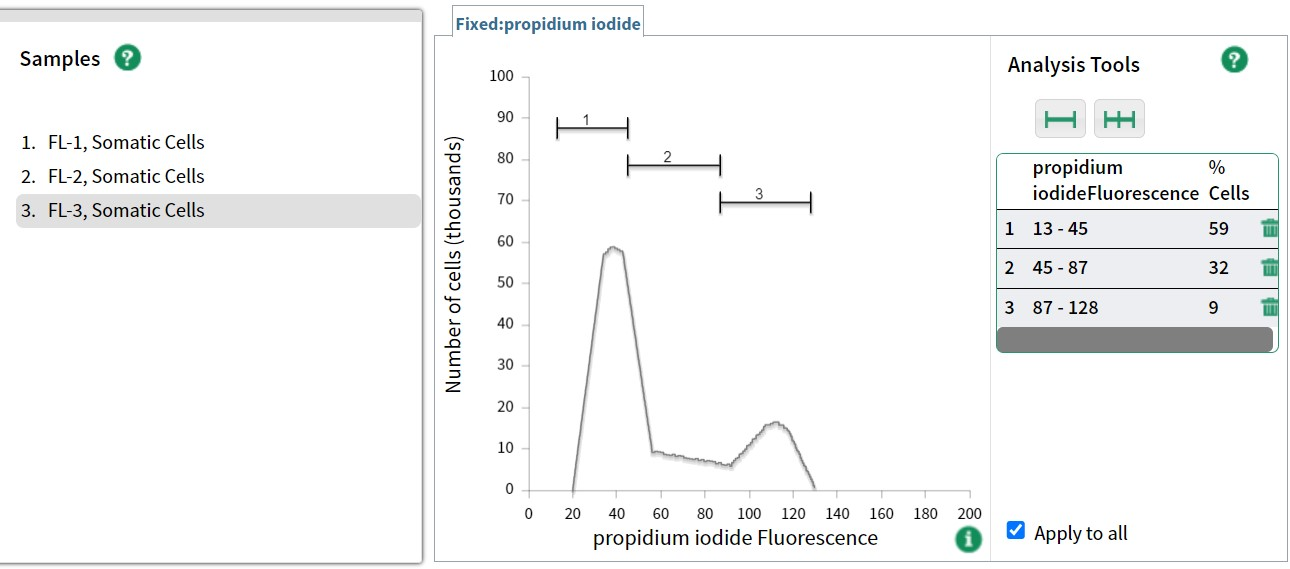 Fixed:propidium iodide
Samples ?
1. FL-1, Somatic Cells
2. FL-2, Somatic Cells
3. FL-3, Somatic Cells
100
90
80
70
60
50
40
30
20
10
0
Number of cells (thousands)
1
2
3
0 20 40 60 80 100 120 140 160 180 200
propidium iodide Fluorescence
i
Analysis Tools ?
propidium %
iodideFluorescence Cells
1 13 - 45 59
2 45 - 87 32
3 87 - 128 9
Apply to all